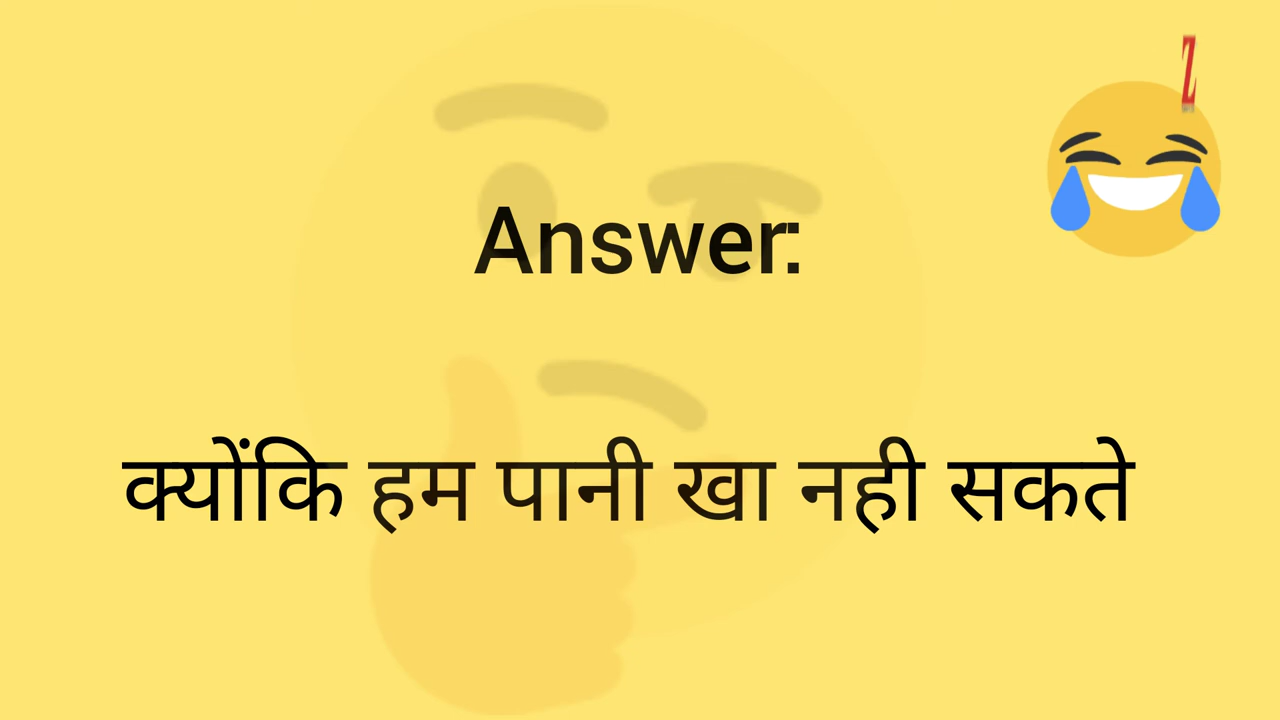 Answer:
क्योंकि हम पानी खा नही सकते